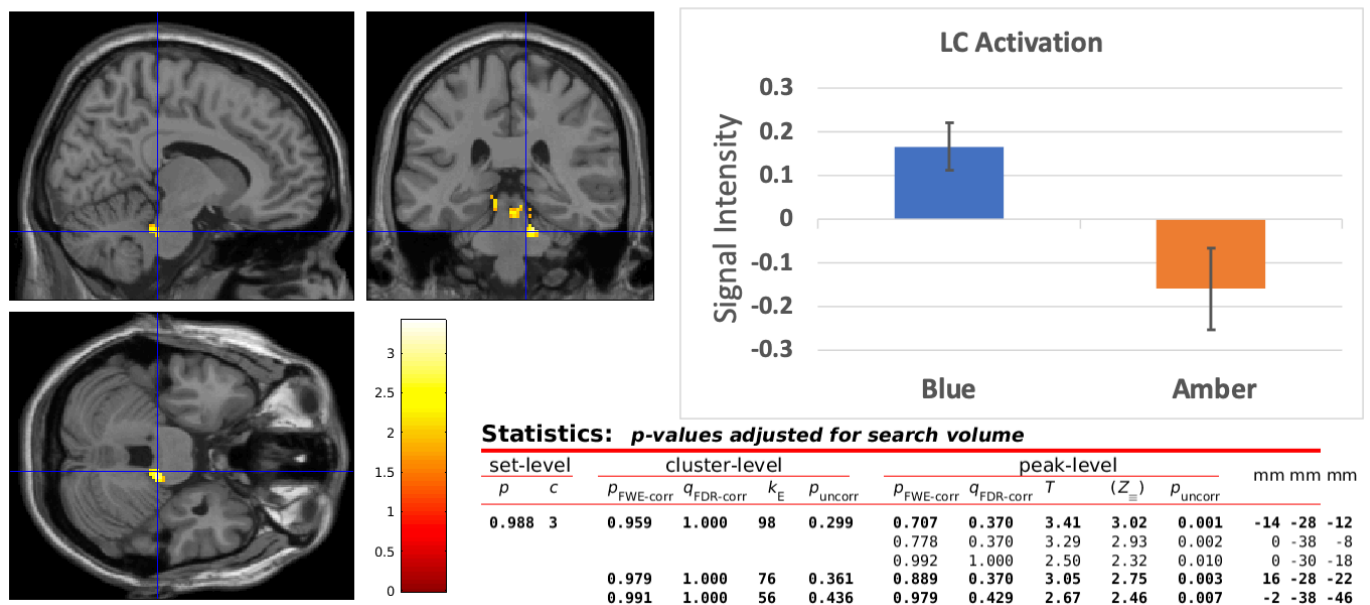 LC Activation
Signal Intensity
0.3
0.2
0.1
0
-0.1
-0.2
-0.3
Blue Amber
3
2.5
2
1.5
1
0.5
0
Statistics: p-values adjusted for search volume
set-level cluster-level peak-level mm mm mm
p c pFWE-corr qFDR-corr kE puncorr pFWE-corr qFDR-corr T (Z≡) puncorr
0.988 3 0.959 1.000 98 0.299 0.707 0.370 3.41 3.02 0.001 -14 -28 -12
0.778 0.370 3.29 2.93 0.002 0 -38 -8
0.992 1.000 2.50 2.32 0.010 0 -30 -18
0.979 1.000 76 0.361 0.889 0.370 3.05 2.75 0.003 16 -28 -22
0.991 1.000 56 0.436 0.979 0.429 2.67 2.46 0.007 -2 -38 -46